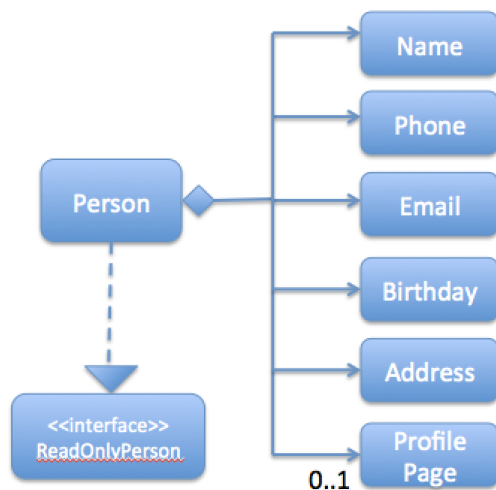 Name
Phone
Person
Email
Birthday
Address
<<interface>>
ReadOnlyPerson
Profile
Page
0..1